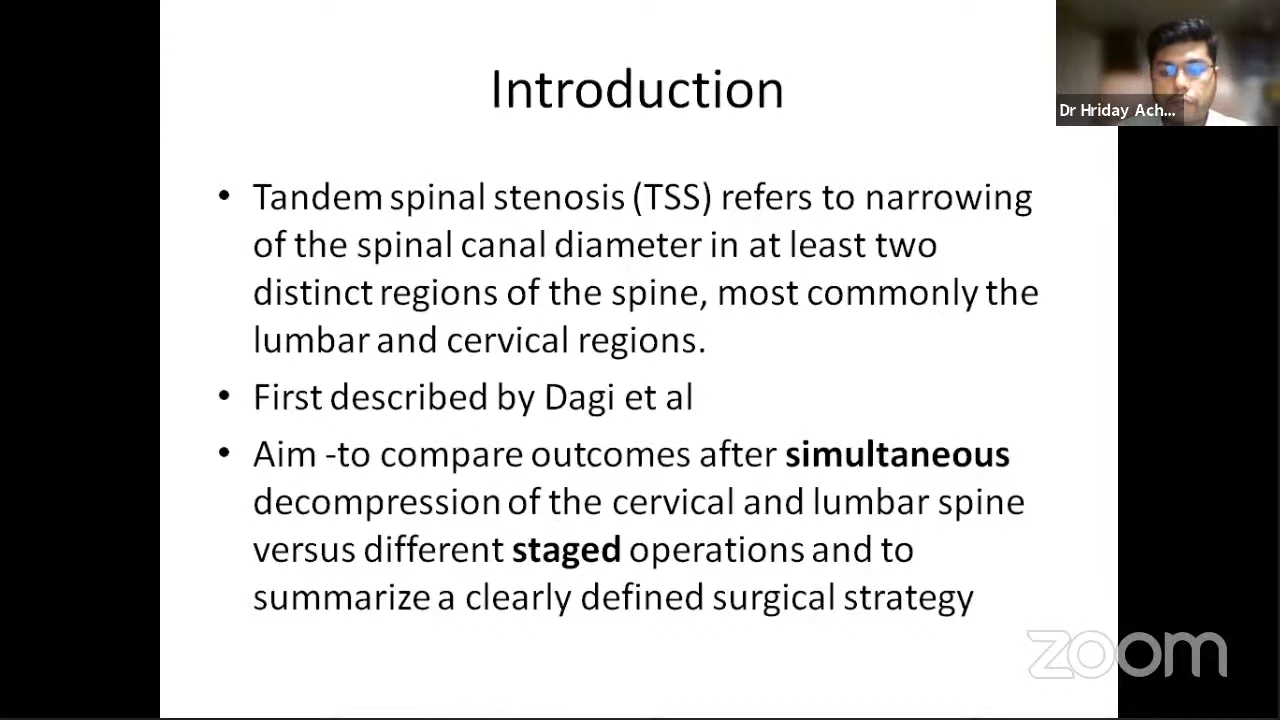 Introduction
• Tandem spinal stenosis (TSS) refers to narrowing
of the spinal canal diameter in at least two
distinct regions of the spine, most commonly the
lumbar and cervical regions.
• First described by Dagi et al
• Aim -to compare outcomes after simultaneous
decompression of the cervical and lumbar spine
versus different staged operations and to
summarize a clearly defined surgical strategy
Dr Hriday Ach...
zoom